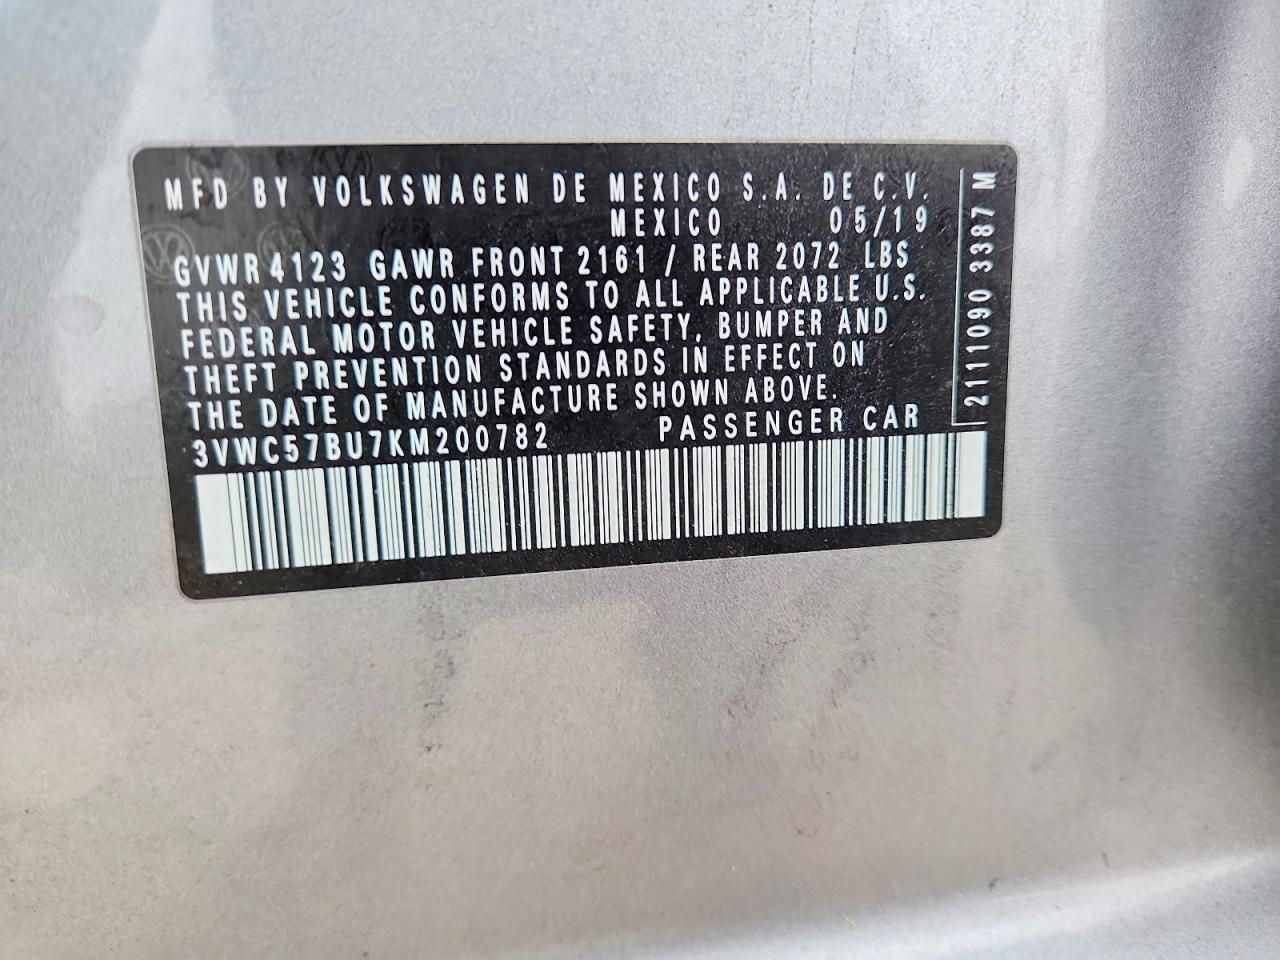 MFD BY VOLKSWAGEN DE MEXICO S.A. DE C.V.
MEXICO 05/19
GVWR 4123 GAWR FRONT 2161 / REAR 2072 LBS
THIS VEHICLE CONFORMS TO ALL APPLICABLE U.S.
FEDERAL MOTOR VEHICLE SAFETY, BUMPER AND
THEFT PREVENTION STANDARDS IN EFFECT ON
THE DATE OF MANUFACTURE SHOWN ABOVE.
3VWC57BU7KM200782 PASSENGER CAR
2111090 3387 M